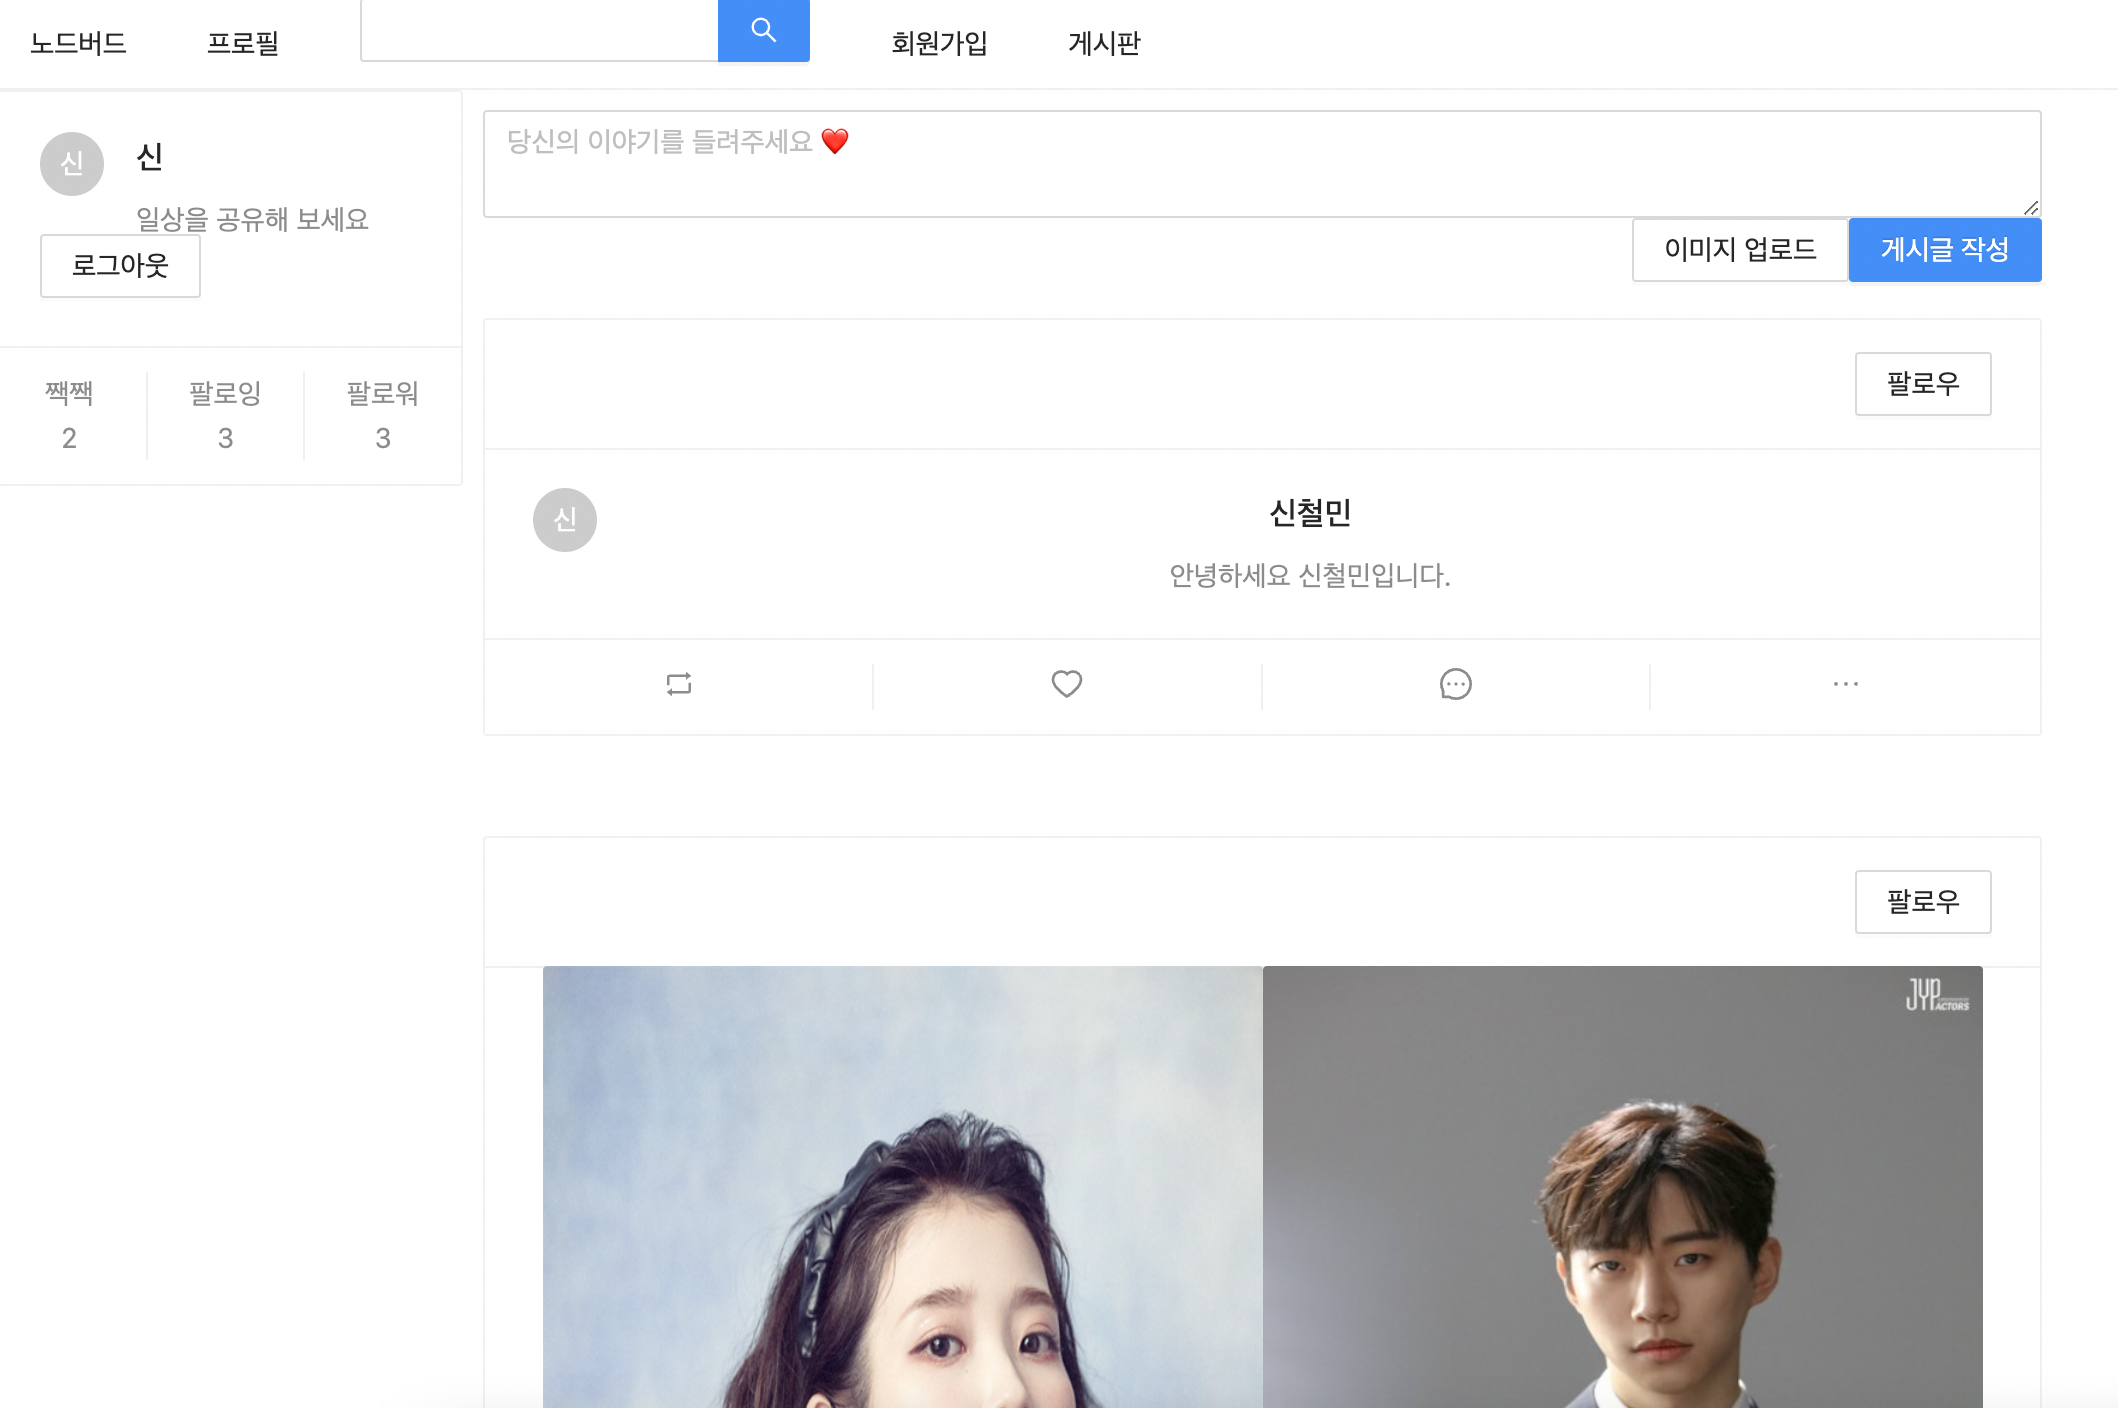 노드버드
프로필
회원가입
게시판
신
신
일상을 공유해 보세요
로그아웃
짹짹
2
팔로잉
3
팔로워
3
당신의 이야기를 들려주세요 ❤️
이미지 업로드
게시글 작성
팔로우
신
신철민
안녕하세요 신철민입니다.
팔로우
JYP ACTORS